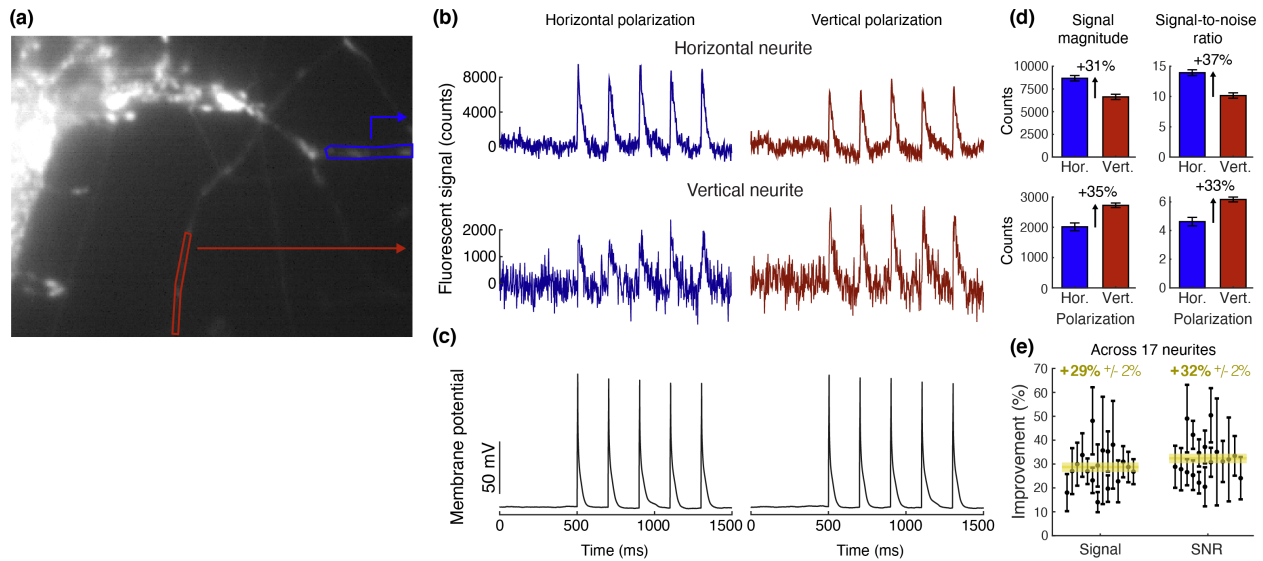 (a)
(b)
Horizontal polarization
Vertical polarization
Horizontal neurite
Fluorescent signal (counts)
8000
4000
0
Vertical neurite
2000
1000
0
(c)
Membrane potential
50 mV
0
500
1000
1500
0
500
1000
1500
Time (ms)
Time (ms)
(d)
Signal
magnitude
Signal-to-noise
ratio
Counts
10000
7500
5000
2500
0
+31%
Hor.
Vert.
15
10
5
0
+37%
Hor.
Vert.
Counts
3000
2000
1000
0
+35%
Hor.
Vert.
Polarization
6
4
2
0
+33%
Hor.
Vert.
Polarization
(e)
Across 17 neurites
+29% +/- 2%
+32% +/- 2%
Improvement (%)
70
60
50
40
30
20
10
0
Signal
SNR